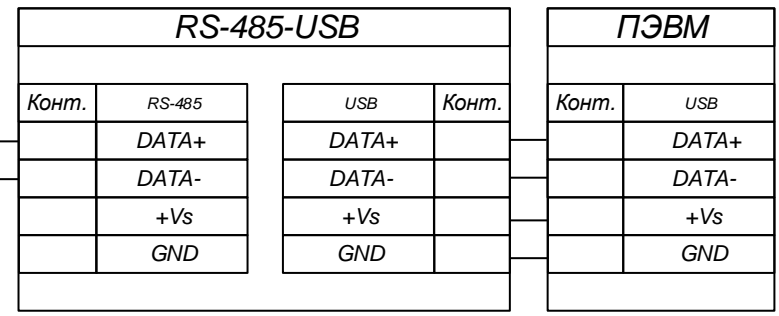 RS-485-USB ПЭВМ
Конт. RS-485 USB Конт. Конт. USB
DATA+ DATA+ DATA+
DATA- DATA- DATA-
+Vs +Vs +Vs
GND GND GND